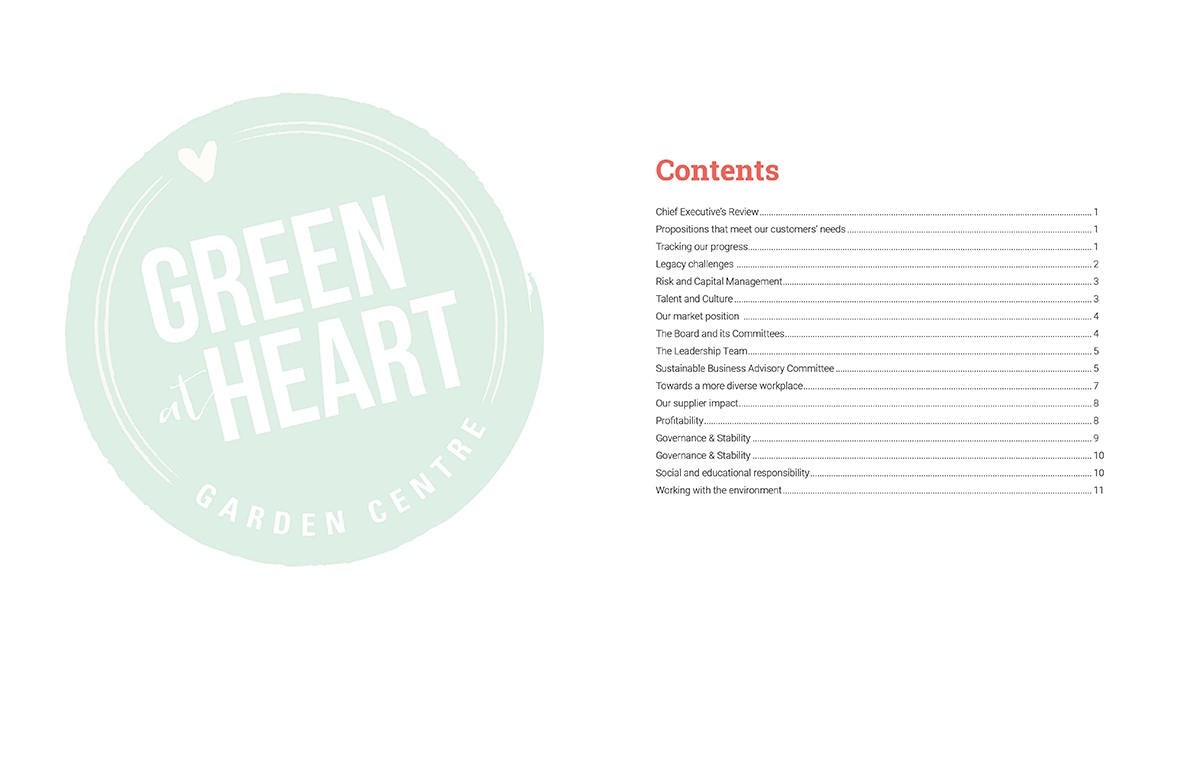 GREEN
at HEART
GARDEN CENTRE
Contents
Chief Executive's Review 1
Propositions that meet our customers' needs 1
Tracking our progress 1
Legacy challenges 2
Risk and Capital Management 3
Talent and Culture 3
Our market position 4
The Board and its Committees 4
The Leadership Team 5
Sustainable Business Advisory Committee 5
Towards a more diverse workplace 7
Our supplier impact 8
Profitability 8
Governance & Stability 9
Governance & Stability 10
Social and educational responsibility 10
Working with the environment 11